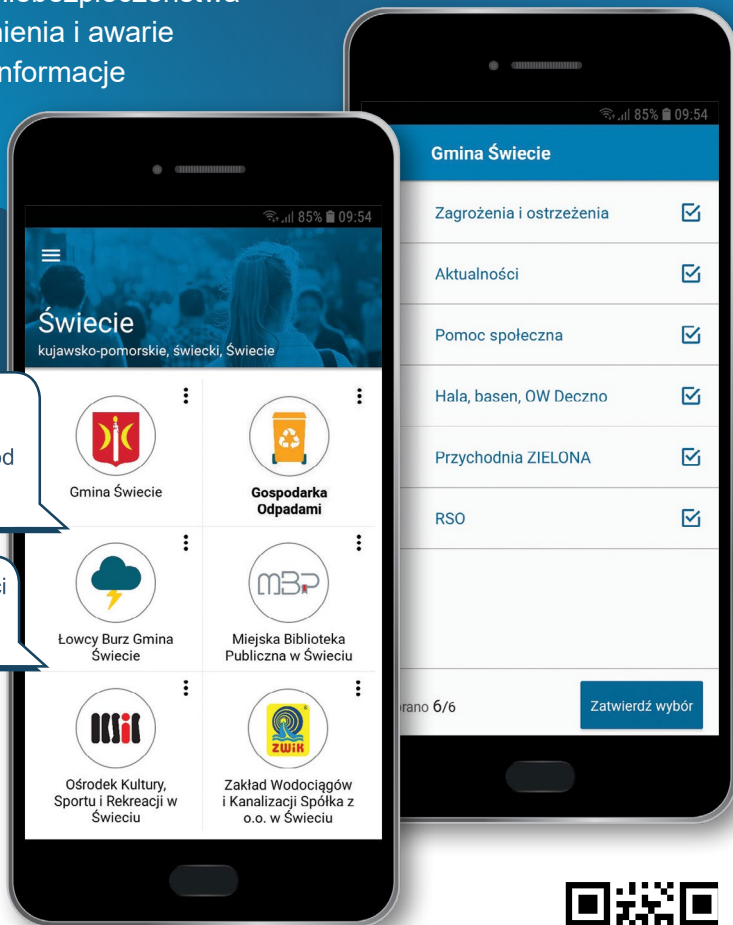 nienia i awarie
nformacje
85% 09:54
Świecie
kujawsko-pomorskie, świecki, Świecie
Gmina Świecie
Gospodarka
Odpadami
Łowcy Burz Gmina
Świecie
mBP
Miejska Biblioteka
Publiczna w Świeciu
Ośrodek Kultury,
Sportu i Rekreacji w
Świeciu
ZWiK
Zakład Wodociągów
i Kanalizacji Spółka z
o.o. w Świeciu
85% 09:54
Gmina Świecie
Zagrożenia i ostrzeżenia
Aktualności
Pomoc społeczna
Hala, basen, OW Deczno
Przychodnia ZIELONA
RSO
rano 6/6
Zatwierdź wybór